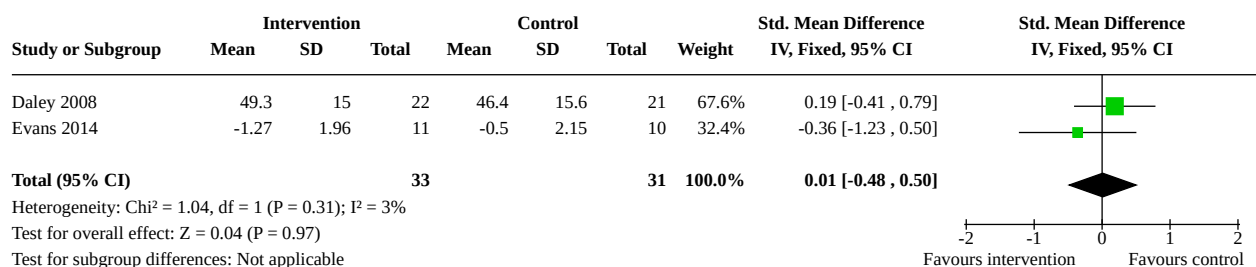 Intervention Control Std. Mean Difference Std. Mean Difference
Study or Subgroup Mean SD Total Mean SD Total Weight IV, Fixed, 95% CI IV, Fixed, 95% CI
Daley 2008 49.3 15 22 46.4 15.6 21 67.6% 0.19 [-0.41 , 0.79]
Evans 2014 -1.27 1.96 11 -0.5 2.15 10 32.4% -0.36 [-1.23 , 0.50]
Total (95% CI) 33 31 100.0% 0.01 [-0.48 , 0.50]
Heterogeneity: Chi² = 1.04, df = 1 (P = 0.31); I² = 3%
Test for overall effect: Z = 0.04 (P = 0.97) -2 -1 0 1 2
Test for subgroup differences: Not applicable Favours intervention Favours control